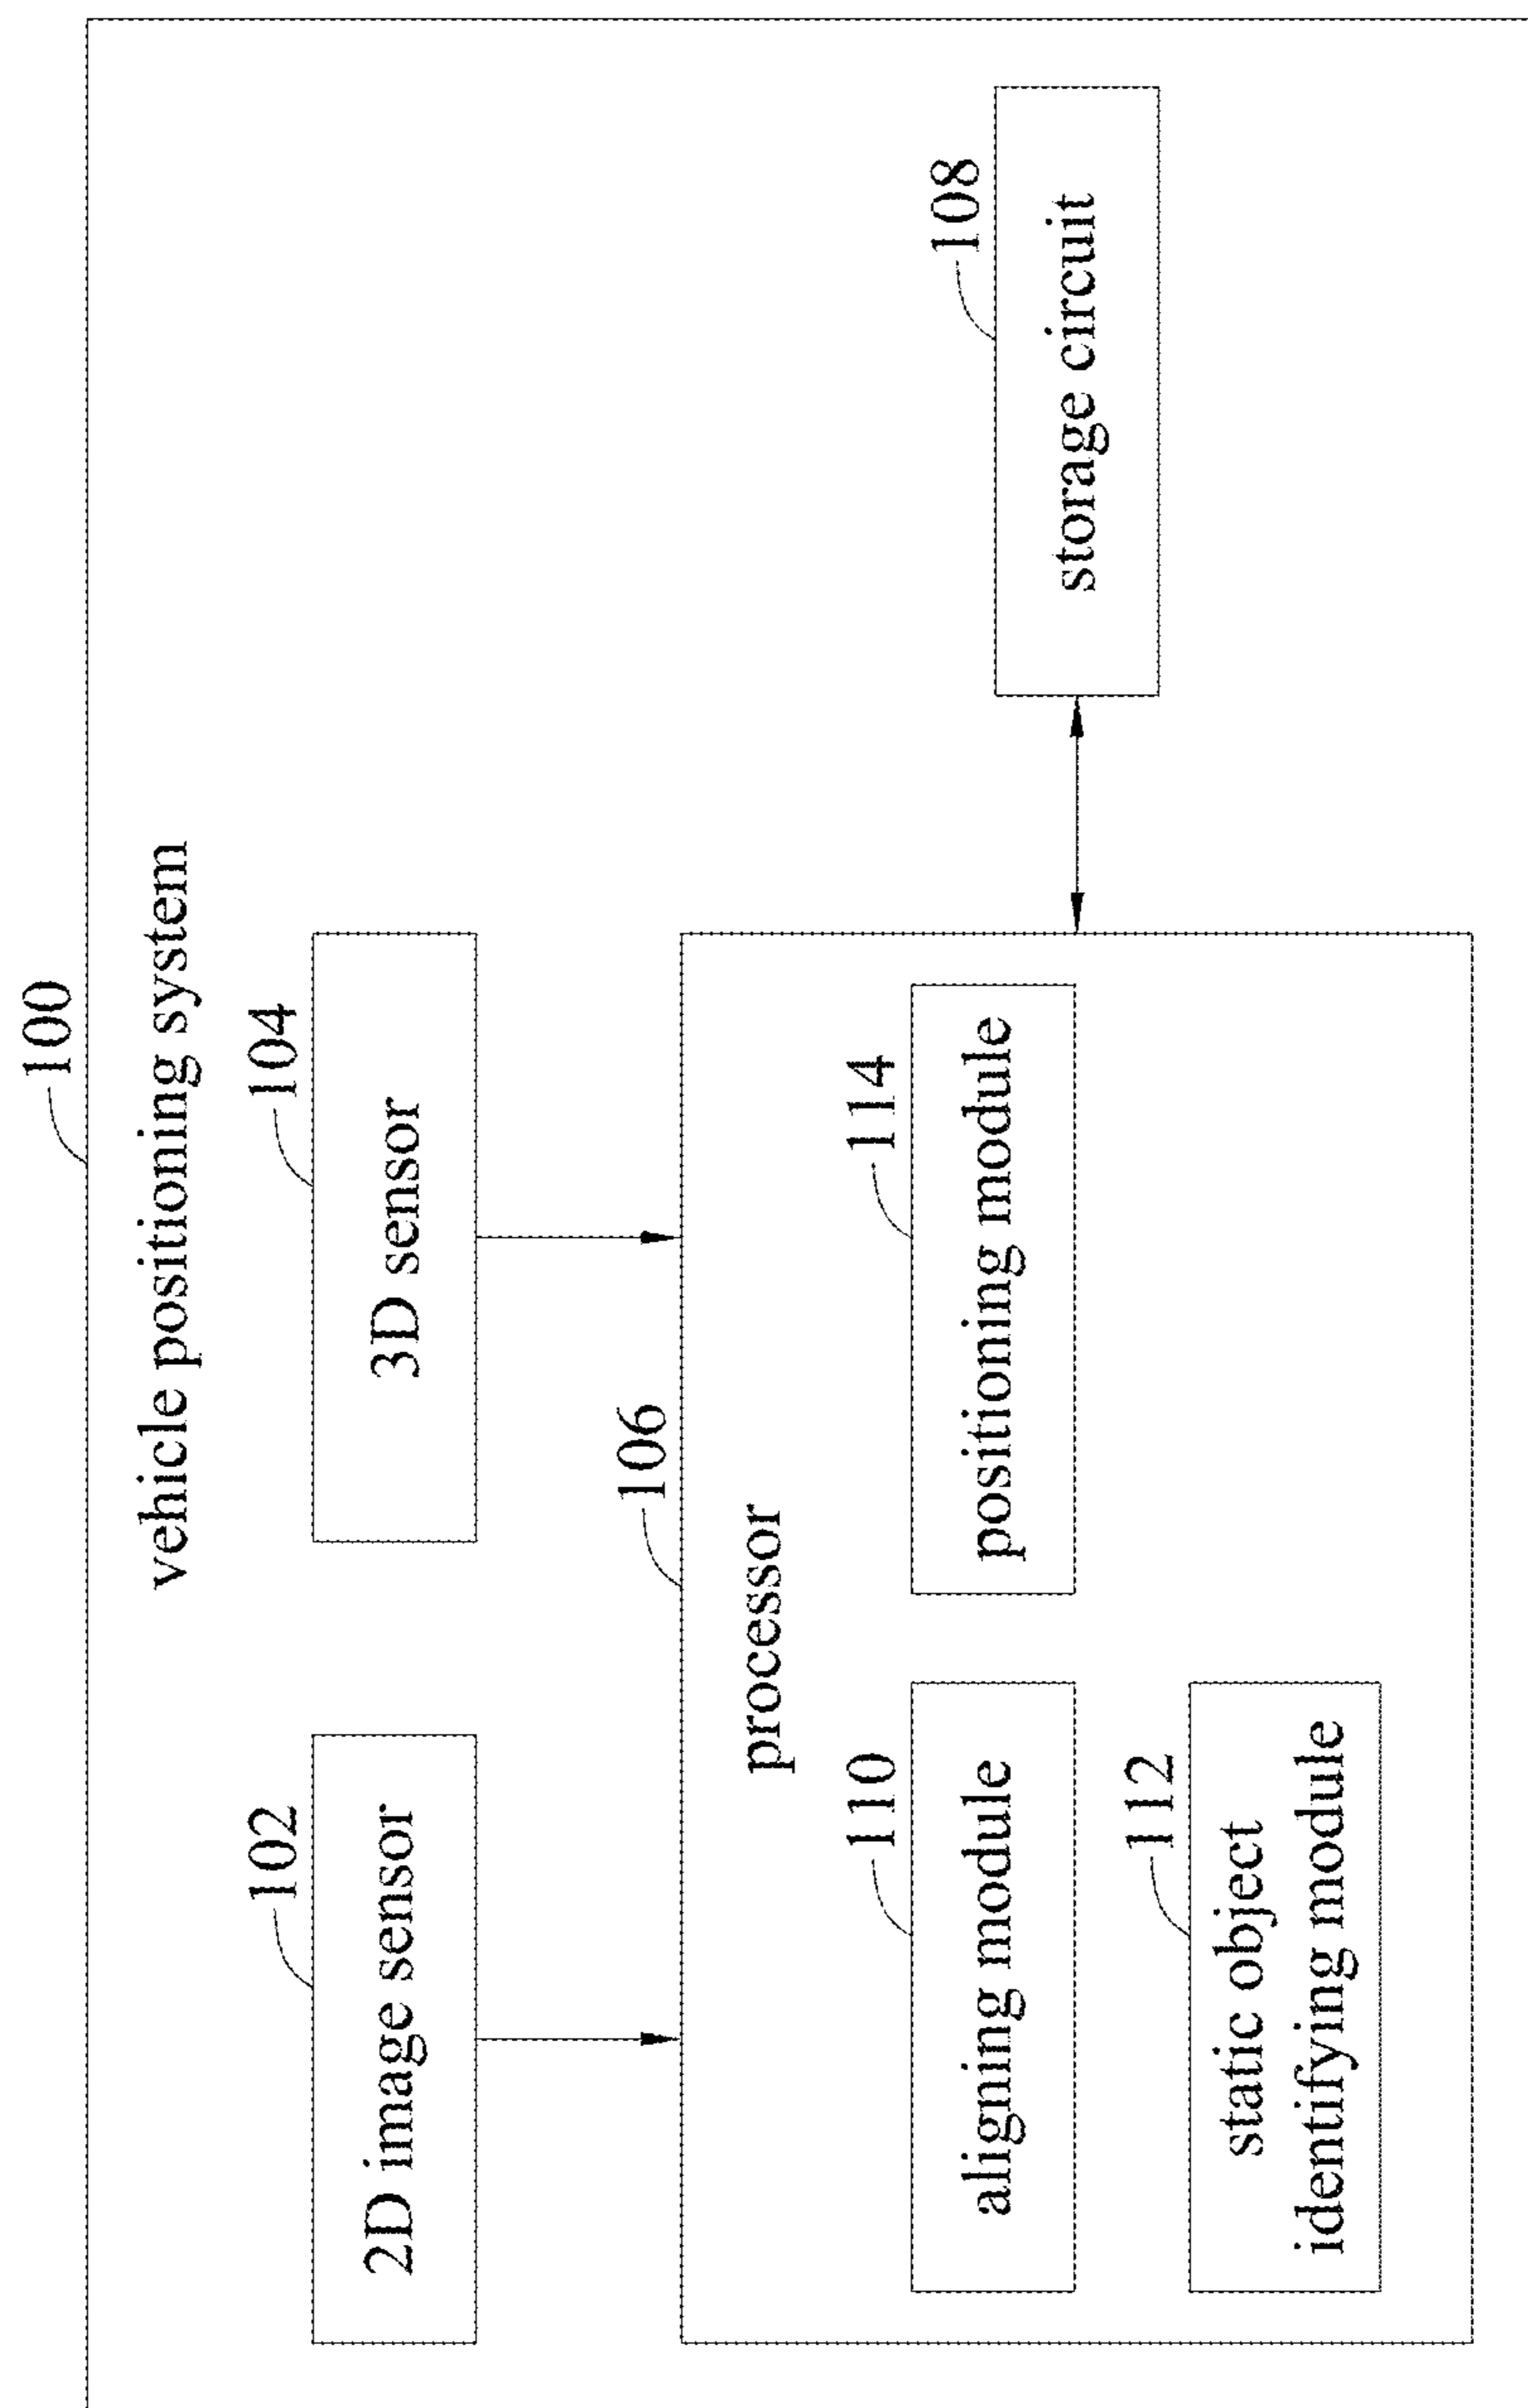 100
vehicle positioning system
102
2D image sensor
104
3D sensor
106
processor
110
aligning module
114
positioning module
112
static object
identifying module
108
storage circuit